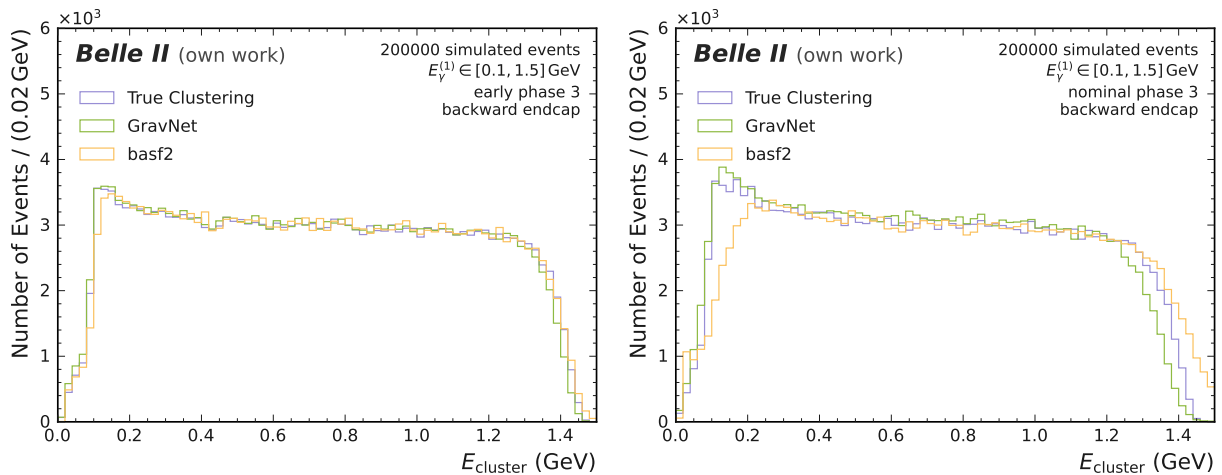 ×10³
Belle II (own work)
200000 simulated events
E_γ^(1) ∈ [0.1, 1.5] GeV
early phase 3
backward endcap
True Clustering
GravNet
basf2
Number of Events / (0.02 GeV)
6
5
4
3
2
1
0
0.0 0.2 0.4 0.6 0.8 1.0 1.2 1.4
E_cluster (GeV)
×10³
Belle II (own work)
200000 simulated events
E_γ^(1) ∈ [0.1, 1.5] GeV
nominal phase 3
backward endcap
True Clustering
GravNet
basf2
Number of Events / (0.02 GeV)
6
5
4
3
2
1
0
0.0 0.2 0.4 0.6 0.8 1.0 1.2 1.4
E_cluster (GeV)